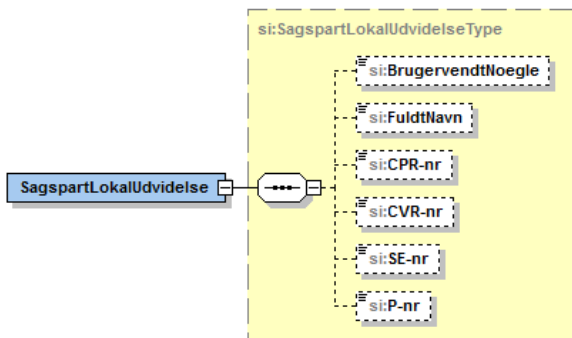 si:SagspartLokalUdvidelseType
si:BrugervendtNoegle
si:FuldtNavn
si:CPR-nr
SagspartLokalUdvidelse
si:CVR-nr
si:SE-nr
si:P-nr